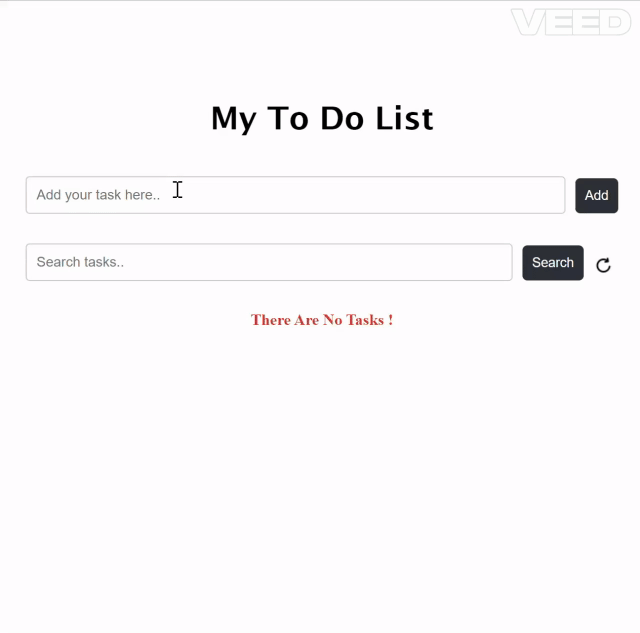 VEED
My To Do List
Add your task here..
Add
Search tasks..
Search
There Are No Tasks !